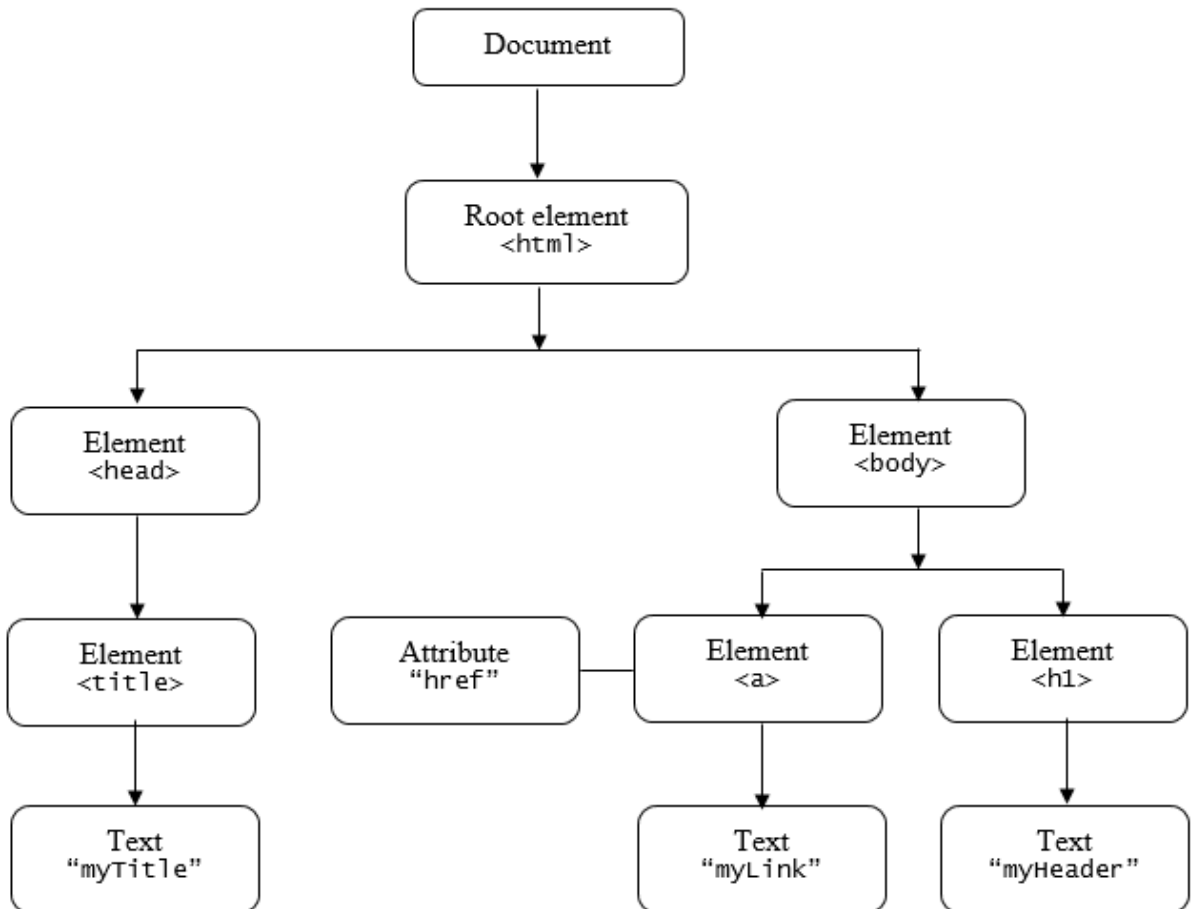 Document
Root element
<html>
Element
<head>
Element
<body>
Element
<title>
Attribute
“href”
Element
<a>
Element
<h1>
Text
“myTitle”
Text
“myLink”
Text
“myHeader”